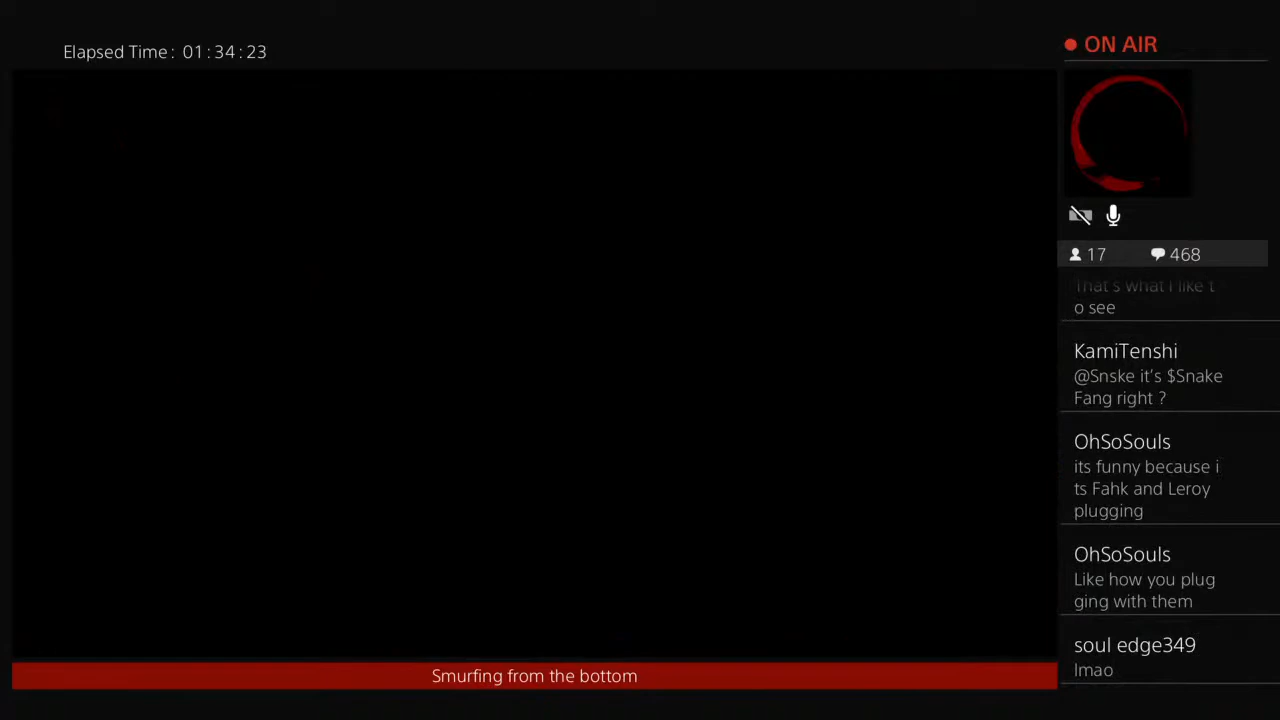 Elapsed Time: 01:34:23
ON AIR
17 468
That's what i like t
o see
KamiTenshi
@Snske it's $Snake
Fang right ?
OhSoSouls
its funny because i
ts Fahk and Leroy
plugging
OhSoSouls
Like how you plug
ging with them
soul edge349
lmao
Smurfing from the bottom